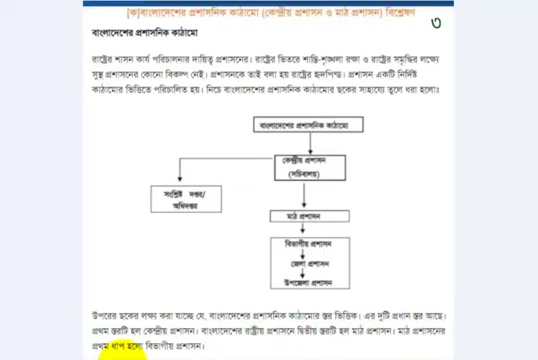 [ক]বাংলাদেশের প্রশাসনিক কাঠামো (কেন্দ্রীয় প্রশাসন ও মাঠ প্রশাসন) বিশ্লেষণ
৩
বাংলাদেশের প্রশাসনিক কাঠামো
রাষ্ট্রের শাসন কার্য পরিচালনার দায়িত্ব প্রশাসনের। রাষ্ট্রের ভিতরে শান্তি-শৃঙ্খলা রক্ষা ও রাষ্ট্রের সমৃদ্ধির লক্ষ্যে
সুষ্ঠু প্রশাসনের কোনো বিকল্প নেই। প্রশাসনকে তাই বলা হয় রাষ্ট্রের হৃদপিন্ড। প্রশাসন একটি নির্দিষ্ট
কাঠামোর ভিত্তিতে পরিচালিত হয়। নিচে বাংলাদেশের প্রশাসনিক কাঠামোর ছকের সাহায্যে তুলে ধরা হলোঃ
বাংলাদেশের প্রশাসনিক কাঠামো
কেন্দ্রীয় প্রশাসন
(সচিবালয়)
সংশ্লিষ্ট দপ্তর/
অধিদপ্তর
মাঠ প্রশাসন
বিভাগীয় প্রশাসন
জেলা প্রশাসন
উপজেলা প্রশাসন
উপরের ছকের লক্ষ্য করা যাচ্ছে যে, বাংলাদেশের প্রশাসনিক কাঠামোর স্তর ভিত্তিক। এর দুটি প্রধান স্তর আছে।
প্রথম স্তরটি হল কেন্দ্রীয় প্রশাসন। বাংলাদেশের রাষ্ট্রীয় প্রশাসনে দ্বিতীয় স্তরটি হল মাঠ প্রশাসন। মাঠ প্রশাসনের
প্রথম ধাপ হলো বিভাগীয় প্রশাসন।